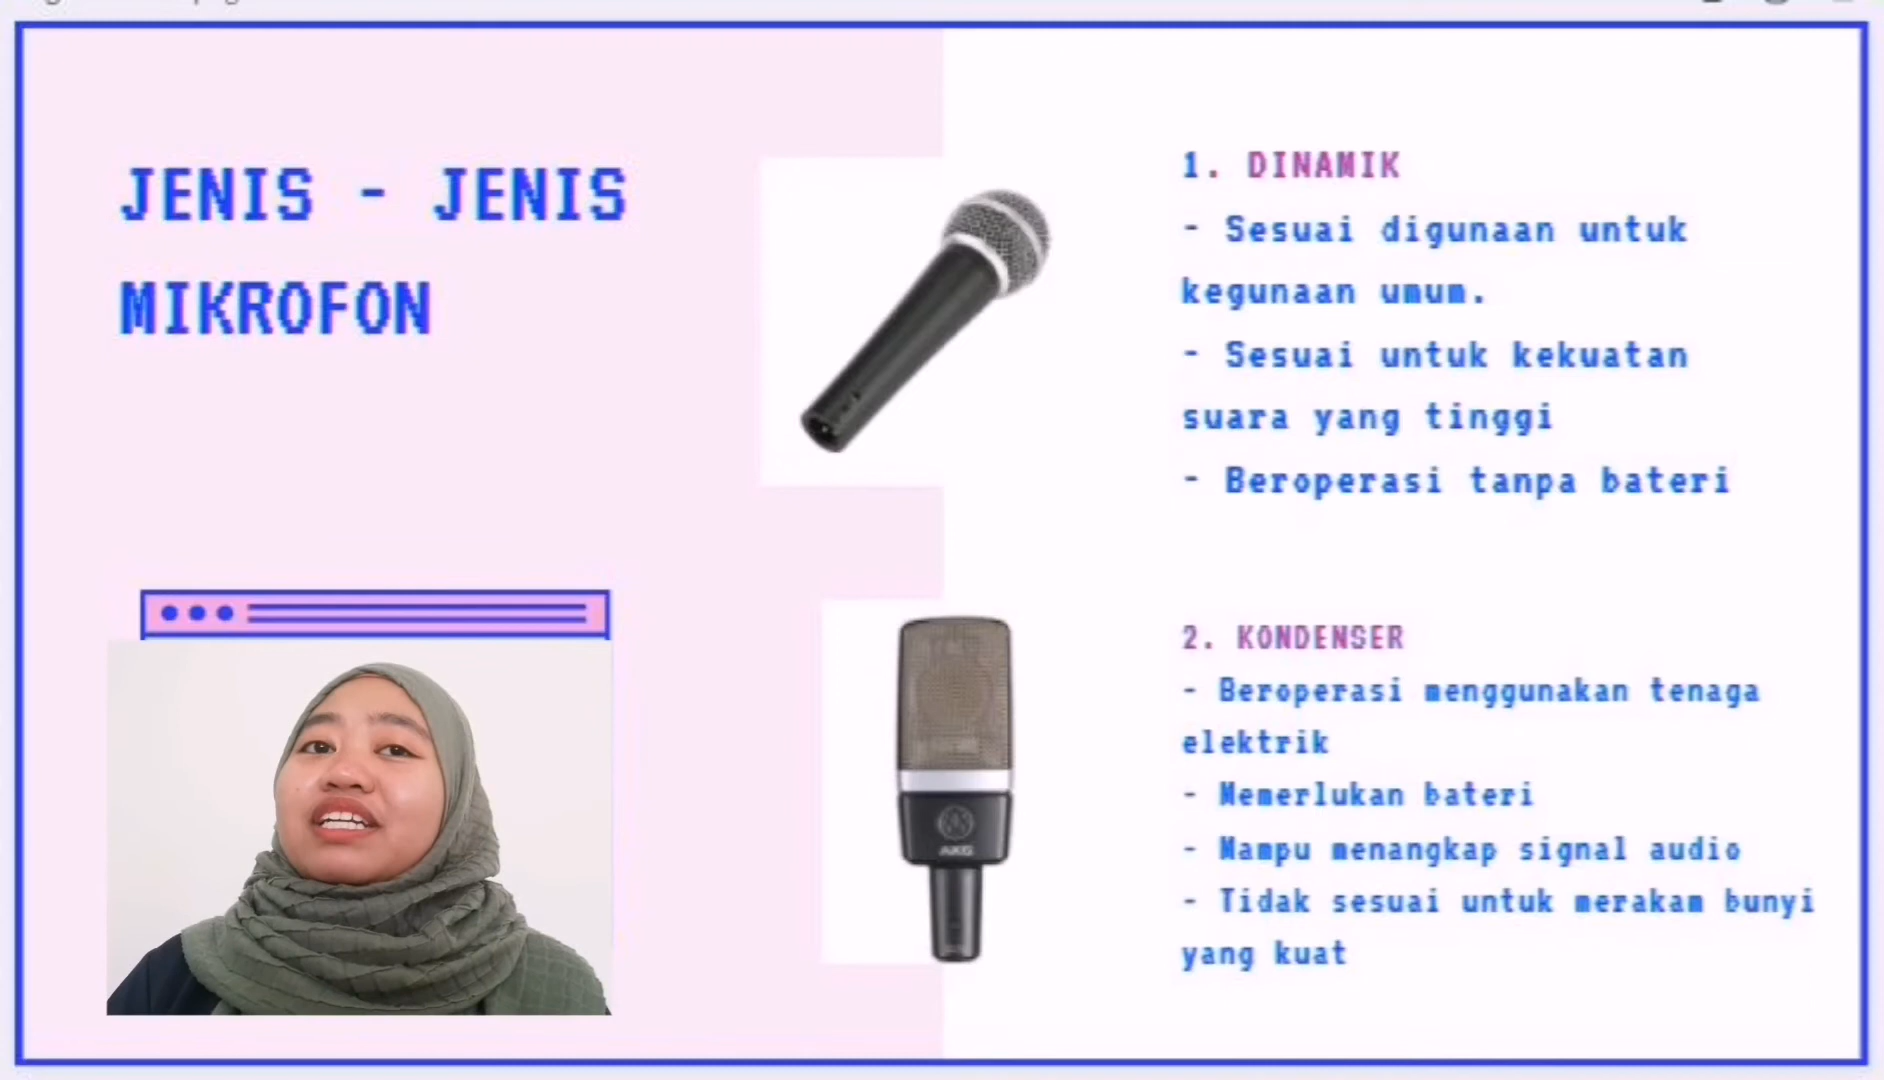 JENIS - JENIS
MIKROFON
1. DINAMIK
- Sesuai digunaan untuk
kegunaan umum.
- Sesuai untuk kekuatan
suara yang tinggi
- Beroperasi tanpa bateri
2. KONDENSER
- Beroperasi menggunakan tenaga
elektrik
- Memerlukan bateri
- Mampu menangkap signal audio
- Tidak sesuai untuk merakam bunyi
yang kuat
AKG